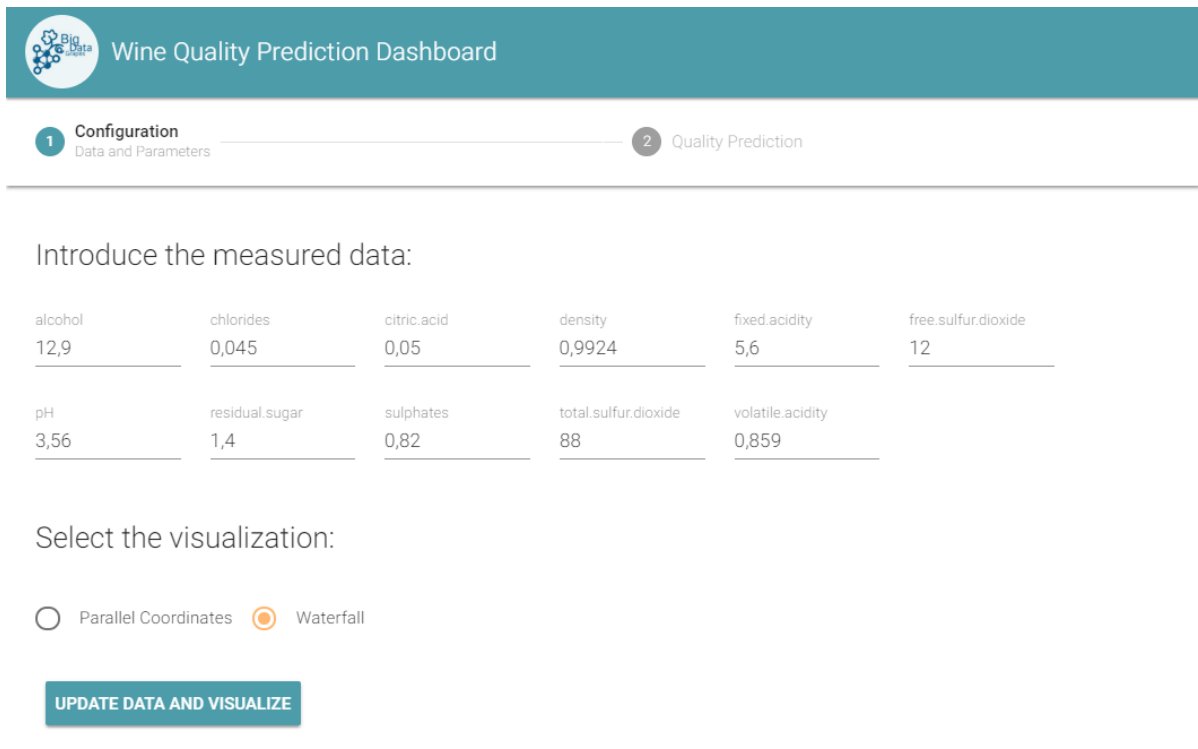 Big
Data
Grapes
Wine Quality Prediction Dashboard
1 Configuration
Data and Parameters
2 Quality Prediction
Introduce the measured data:
alcohol chlorides citric.acid density fixed.acidity free.sulfur.dioxide
12,9 0,045 0,05 0,9924 5,6 12
pH residual.sugar sulphates total.sulfur.dioxide volatile.acidity
3,56 1,4 0,82 88 0,859
Select the visualization:
Parallel Coordinates Waterfall
UPDATE DATA AND VISUALIZE